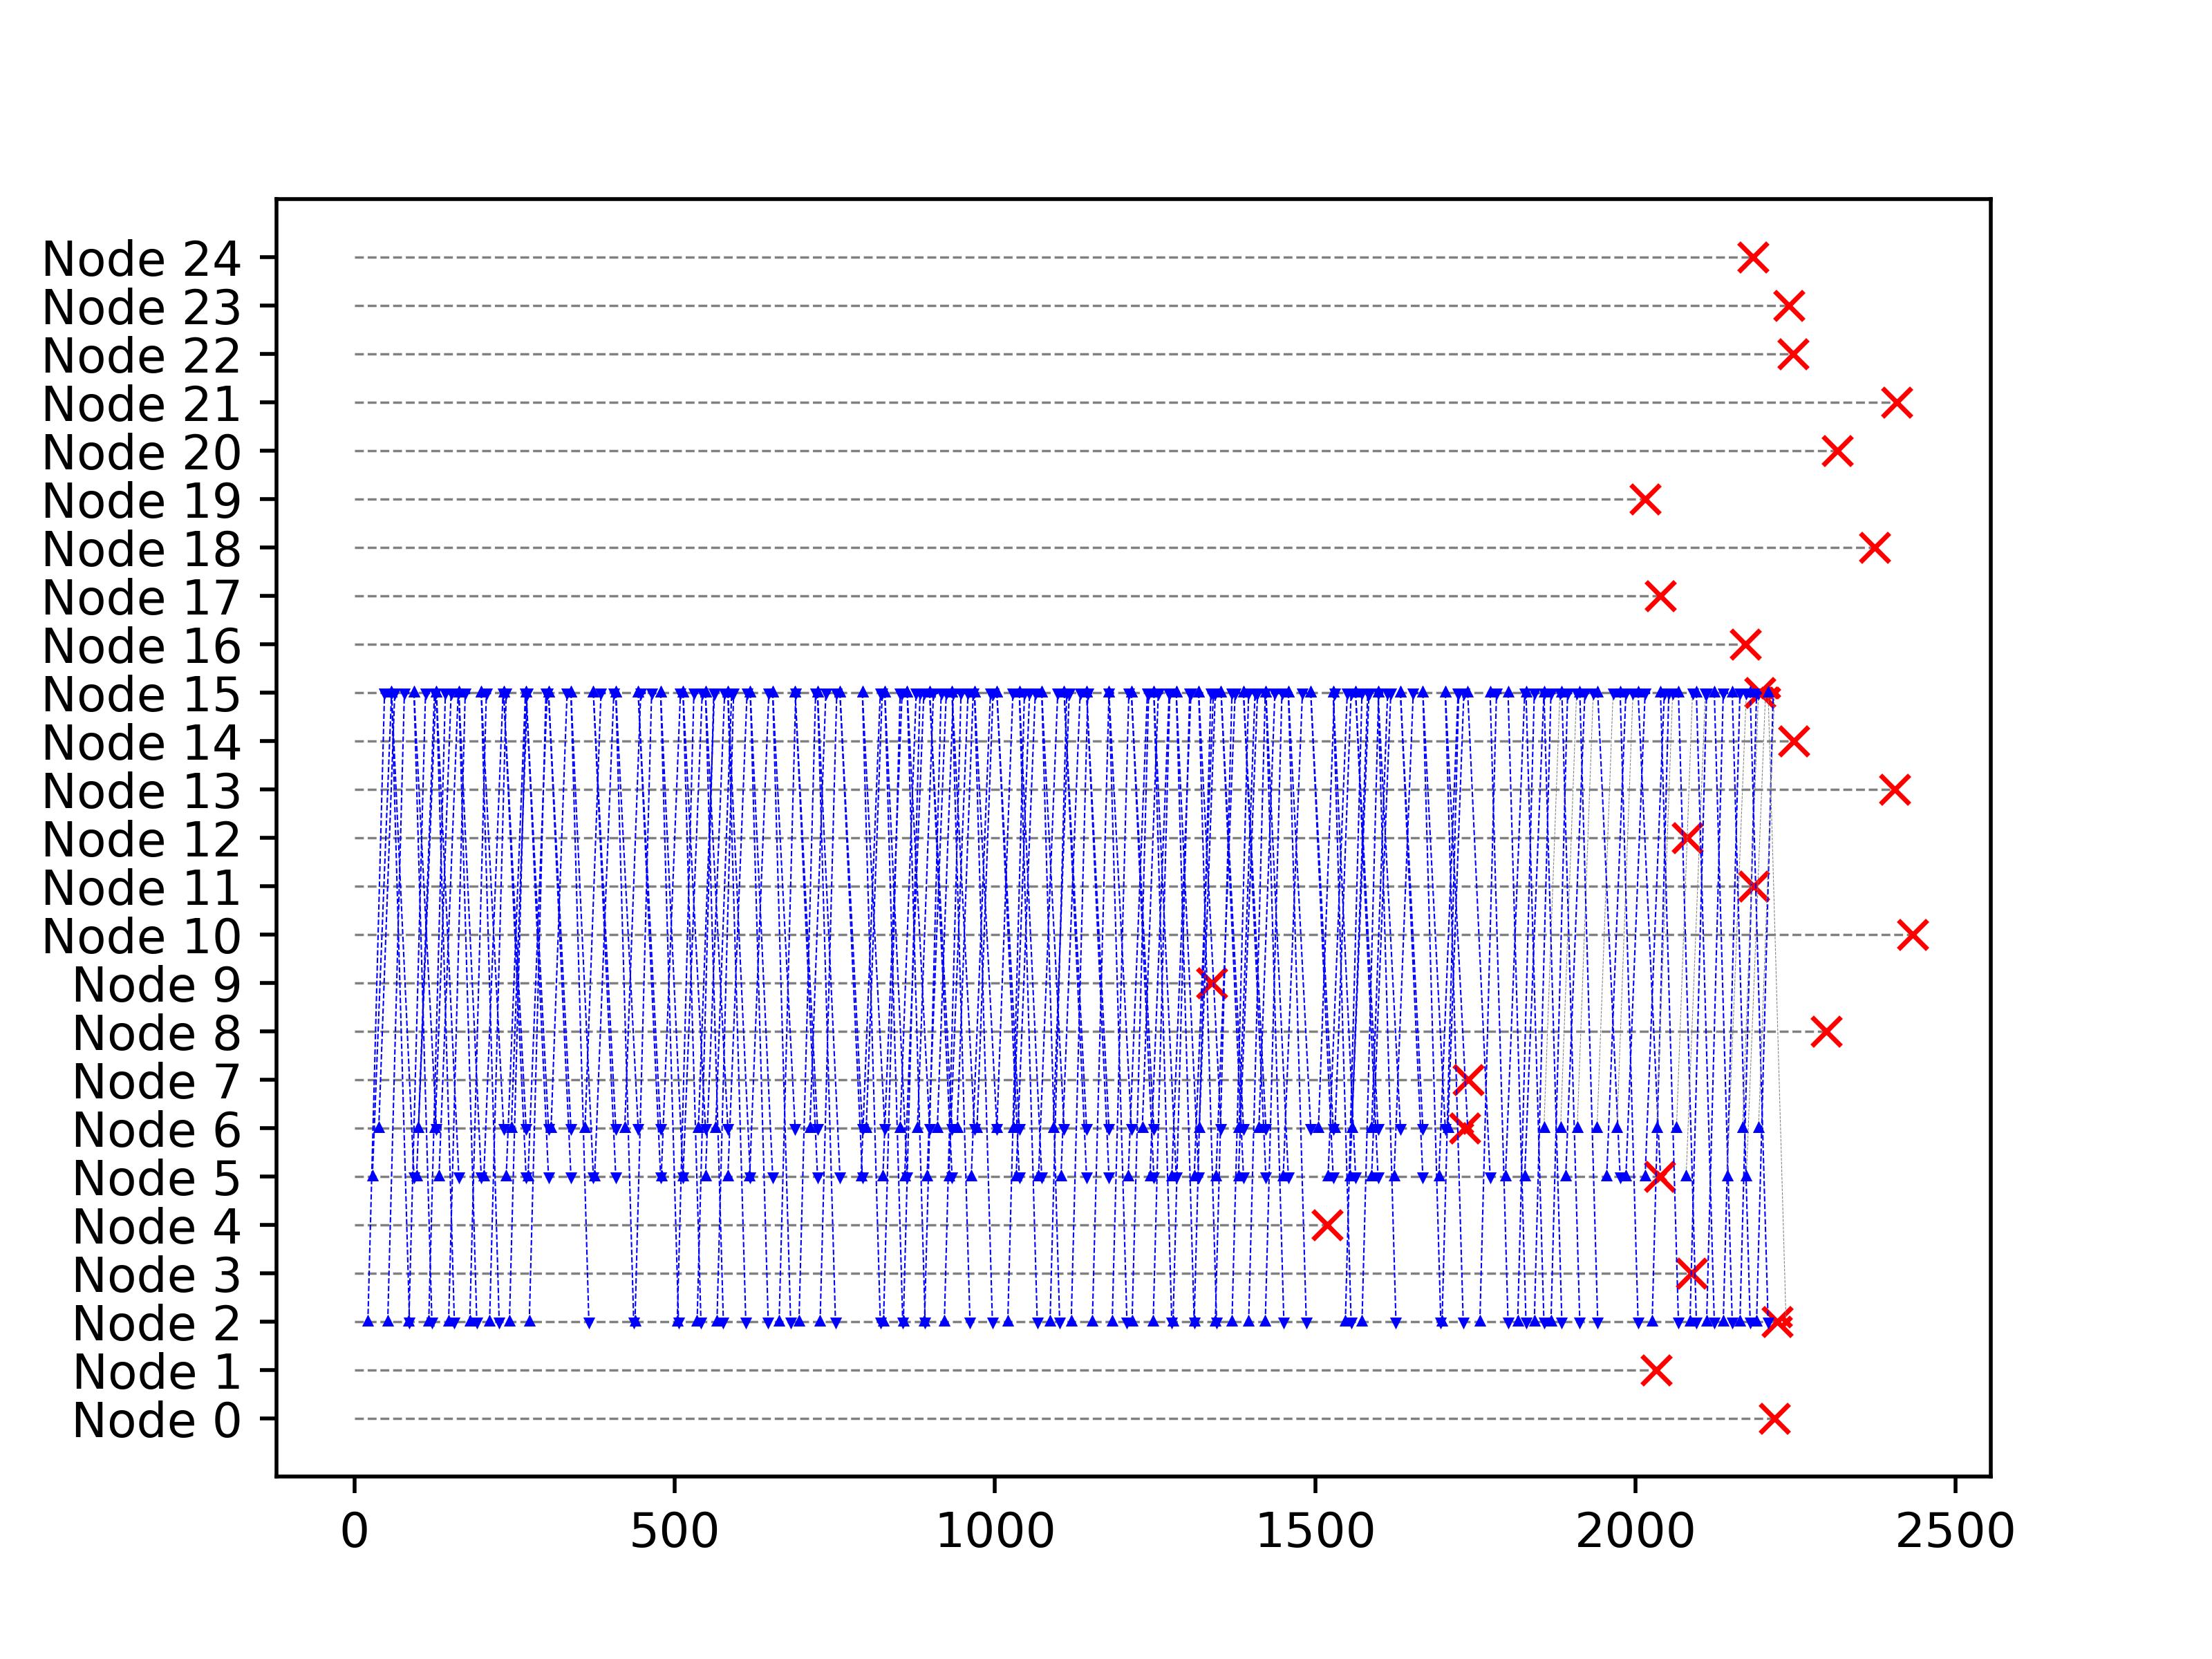 Node 24
Node 23
Node 22
Node 21
Node 20
Node 19
Node 18
Node 17
Node 16
Node 15
Node 14
Node 13
Node 12
Node 11
Node 10
Node 9
Node 8
Node 7
Node 6
Node 5
Node 4
Node 3
Node 2
Node 1
Node 0
0 500 1000 1500 2000 2500